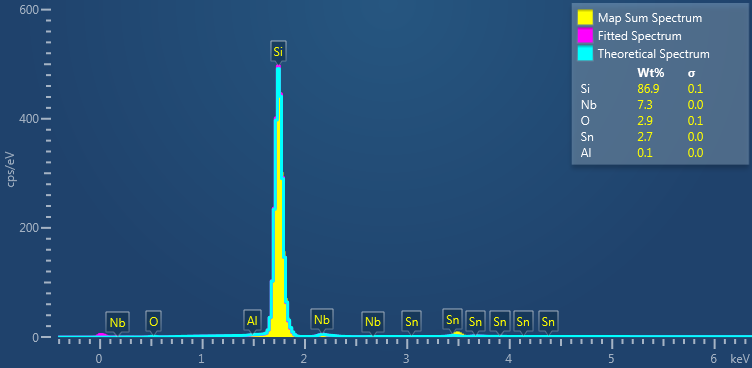 600
Map Sum Spectrum
Fitted Spectrum
Theoretical Spectrum
Wt% σ
Si 86.9 0.1
Nb 7.3 0.0
O 2.9 0.1
Sn 2.7 0.0
Al 0.1 0.0
Si
400
cps/eV
200
Nb O Al Nb Nb Sn Sn Sn Sn Sn Sn
0
0 1 2 3 4 5 6 keV